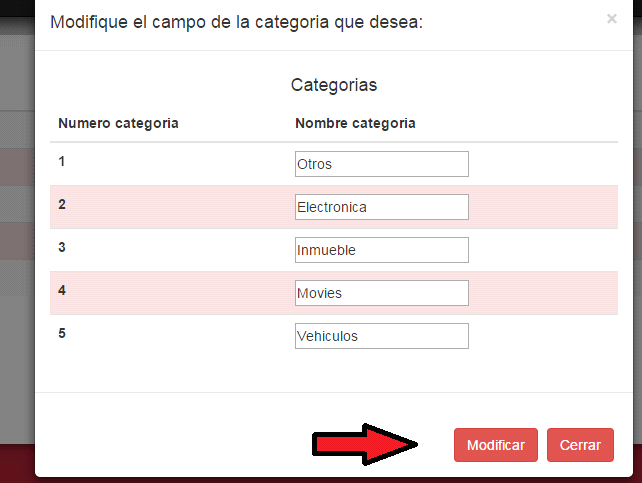 Modifique el campo de la categoria que desea: ×
Categorias
Numero categoria Nombre categoria
1 Otros
2 Electronica
3 Inmueble
4 Movies
5 Vehiculos
Modificar Cerrar